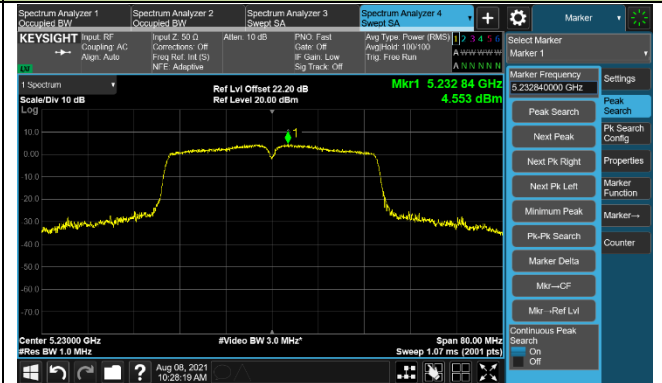 Spectrum Analyzer 1
Occupied BW
Spectrum Analyzer 2
Occupied BW
Spectrum Analyzer 3
Swept SA
Spectrum Analyzer 4
Swept SA
Marker
KEYSIGHT
Input: RF
Coupling: AC
Align: Auto
Input Z: 50 Ω
Corrections: Off
Freq Ref: Int (S)
NFE: Adaptive
Atten: 10 dB
PNO: Fast
Gate: Off
IF Gain: Low
Sig Track: Off
Avg Type: Power (RMS)
Avg|Hold: 100/100
Trig: Free Run
1 2 3 4 5 6
A W W W W W
A N N N N N
LV
Select Marker
Marker 1
1 Spectrum
Scale/Div 10 dB
Log
Ref Lvl Offset 22.20 dB
Ref Level 20.00 dBm
Mkr1 5.232 84 GHz
4.553 dBm
10.0
0.00
-10.0
-20.0
-30.0
-40.0
-50.0
-60.0
-70.0
1
Center 5.23000 GHz
#Res BW 1.0 MHz
#Video BW 3.0 MHz*
Span 80.00 MHz
Sweep 1.07 ms (2001 pts)
Marker Frequency
5.232840000 GHz
Peak Search
Next Peak
Next Pk Right
Next Pk Left
Minimum Peak
Pk-Pk Search
Marker Delta
Mkr→CF
Mkr→Ref Lvl
Continuous Peak
Search
On
Off
Settings
Peak
Search
Pk Search
Config
Properties
Marker
Function
Marker→
Counter
?
Aug 08, 2021
10:28:19 AM